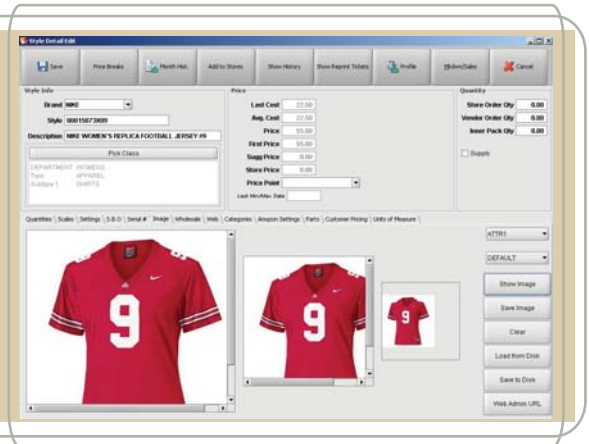 Style Detail Edit
Save Price Breaks Month Hist. Add to Stores Show History Show Reprint Tickets Profile Mkdwn/Sales Cancel
Style Info Price Quantity
Brand NIKE Last Cost 22.50 Store Order Qty 0.00
Style 00015873X09 Avg. Cost 22.50 Vendor Order Qty 0.00
Description NIKE WOMEN'S REPLICA FOOTBALL JERSEY #9 Price 55.00 Inner Pack Qty 0.00
Pick Class First Price 55.00 Supply
DEPARTMENT WOMENS Sugg Price 0.00
Type APPAREL Store Price 0.00
Subtype 1 SHIRTS Price Point
Last Min/Max Date
Quantities Scales Settings S.B.O Serial # Image Wholesale Web Categories Amazon Settings Parts Customer Pricing Units of Measure
ATTR1
DEFAULT
Show Image
Save Image
Clear
Load from Disk
Save to Disk
Web Admin URL
9
9
9